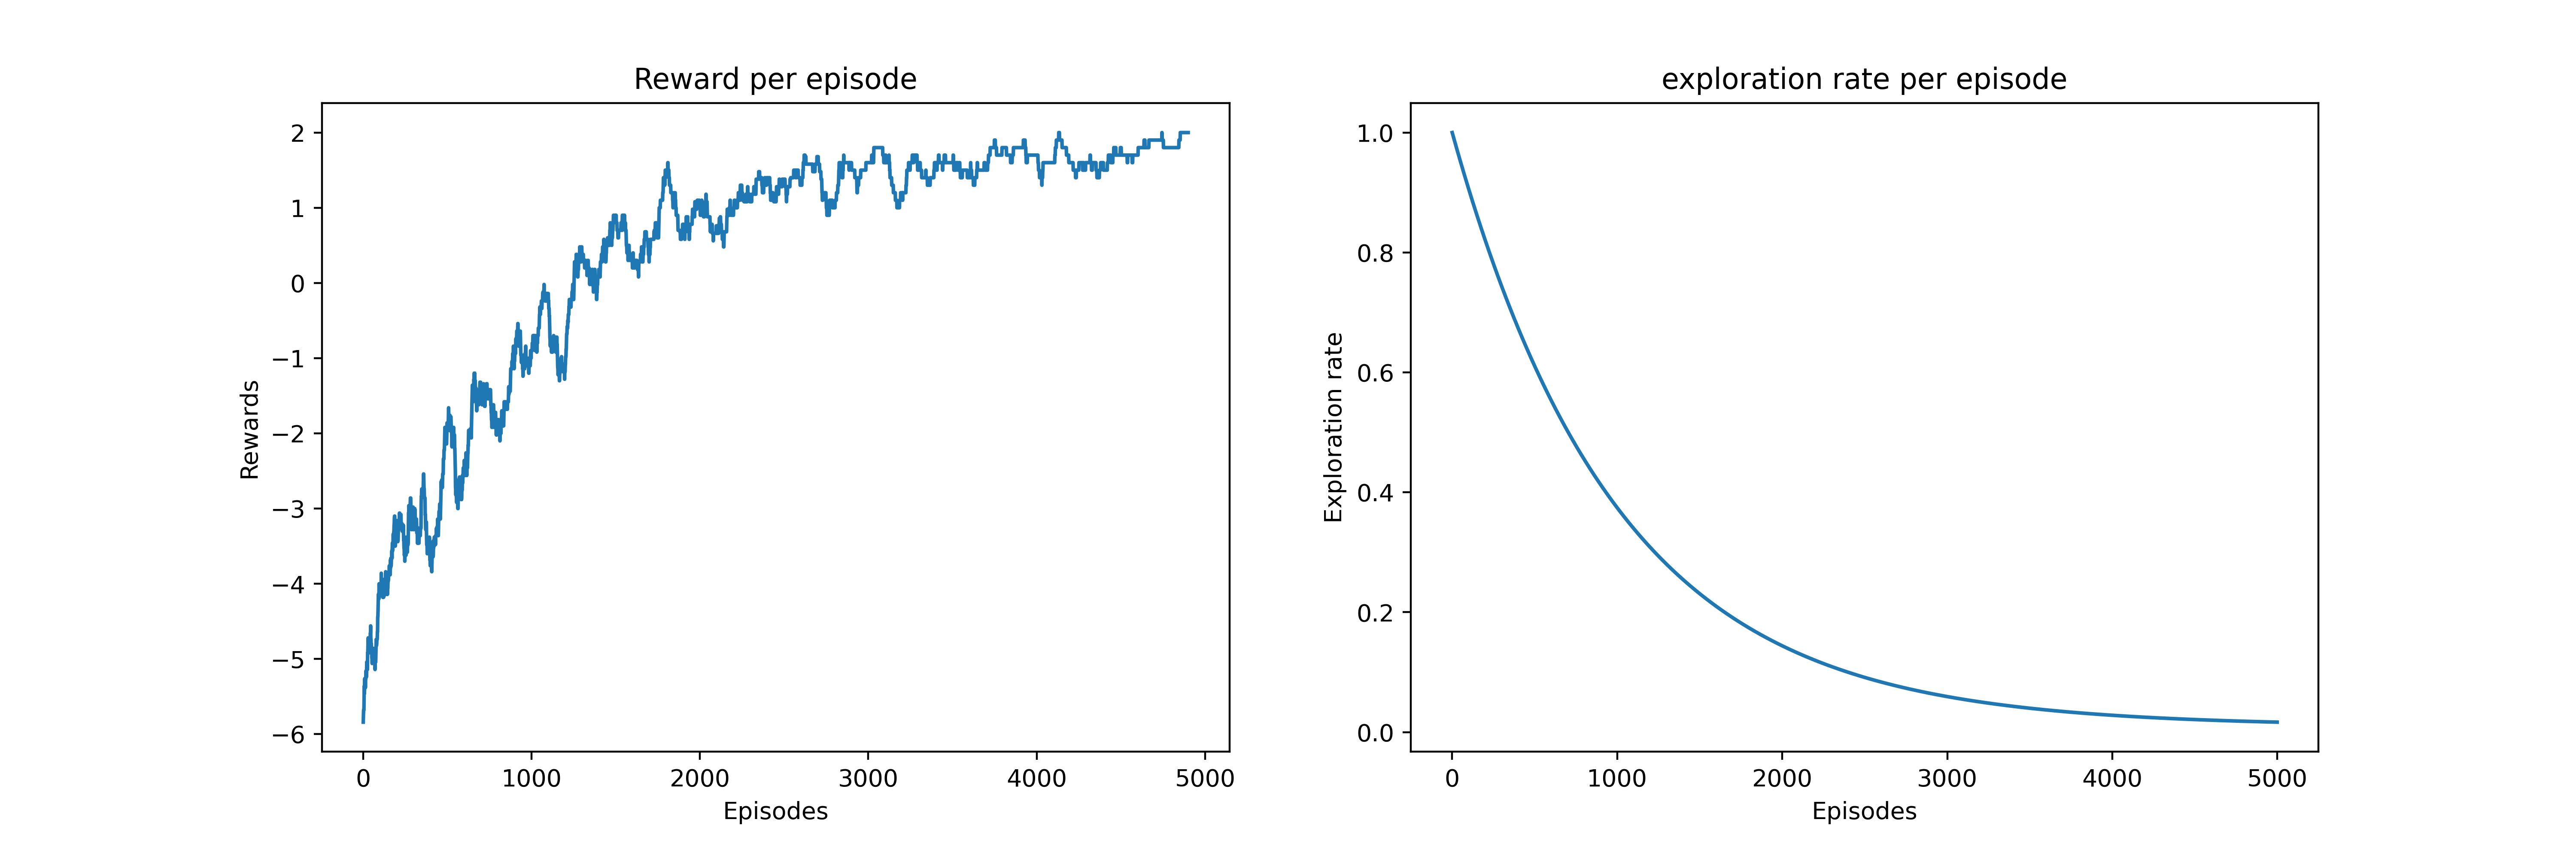 Reward per episode
2
1
0
−1
−2
−3
−4
−5
−6
Rewards
0 1000 2000 3000 4000 5000
Episodes
exploration rate per episode
1.0
0.8
0.6
0.4
0.2
0.0
Exploration rate
0 1000 2000 3000 4000 5000
Episodes